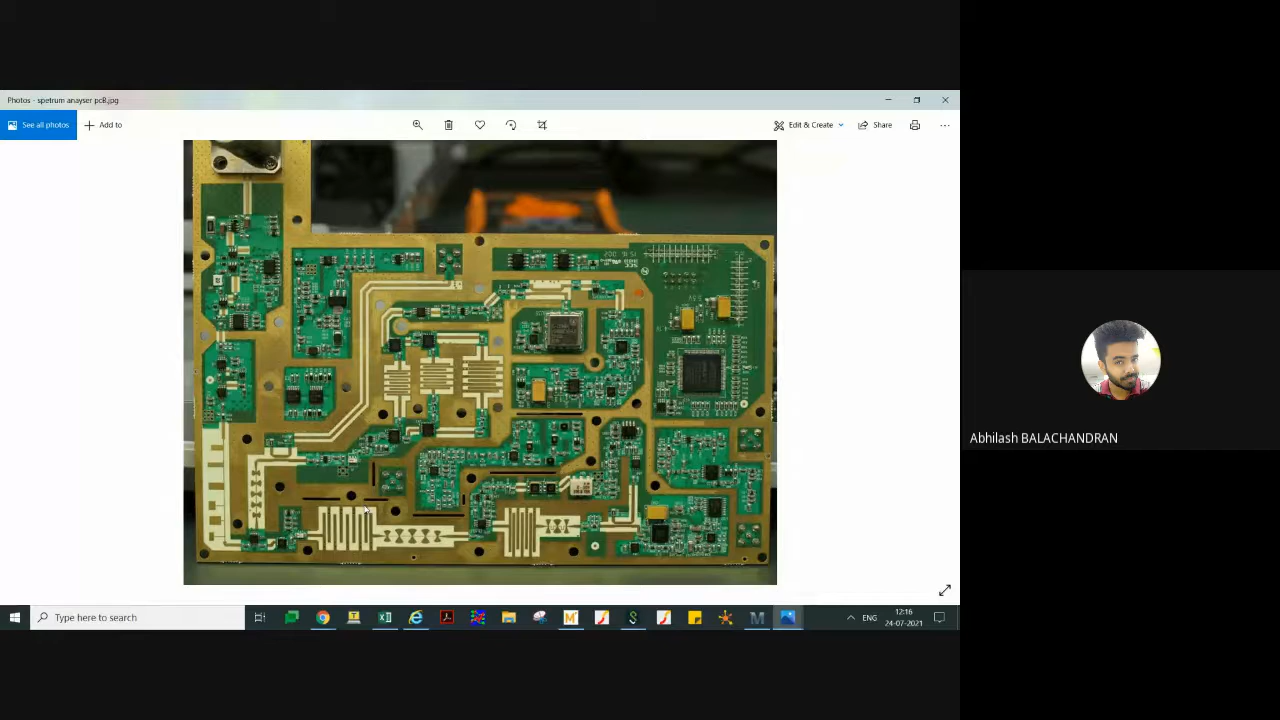 Photos - spetrum anayser pcB.jpg
See all photos
Add to
Edit & Create
Share
Abhilash BALACHANDRAN
Type here to search
ENG
12:16
24-07-2021